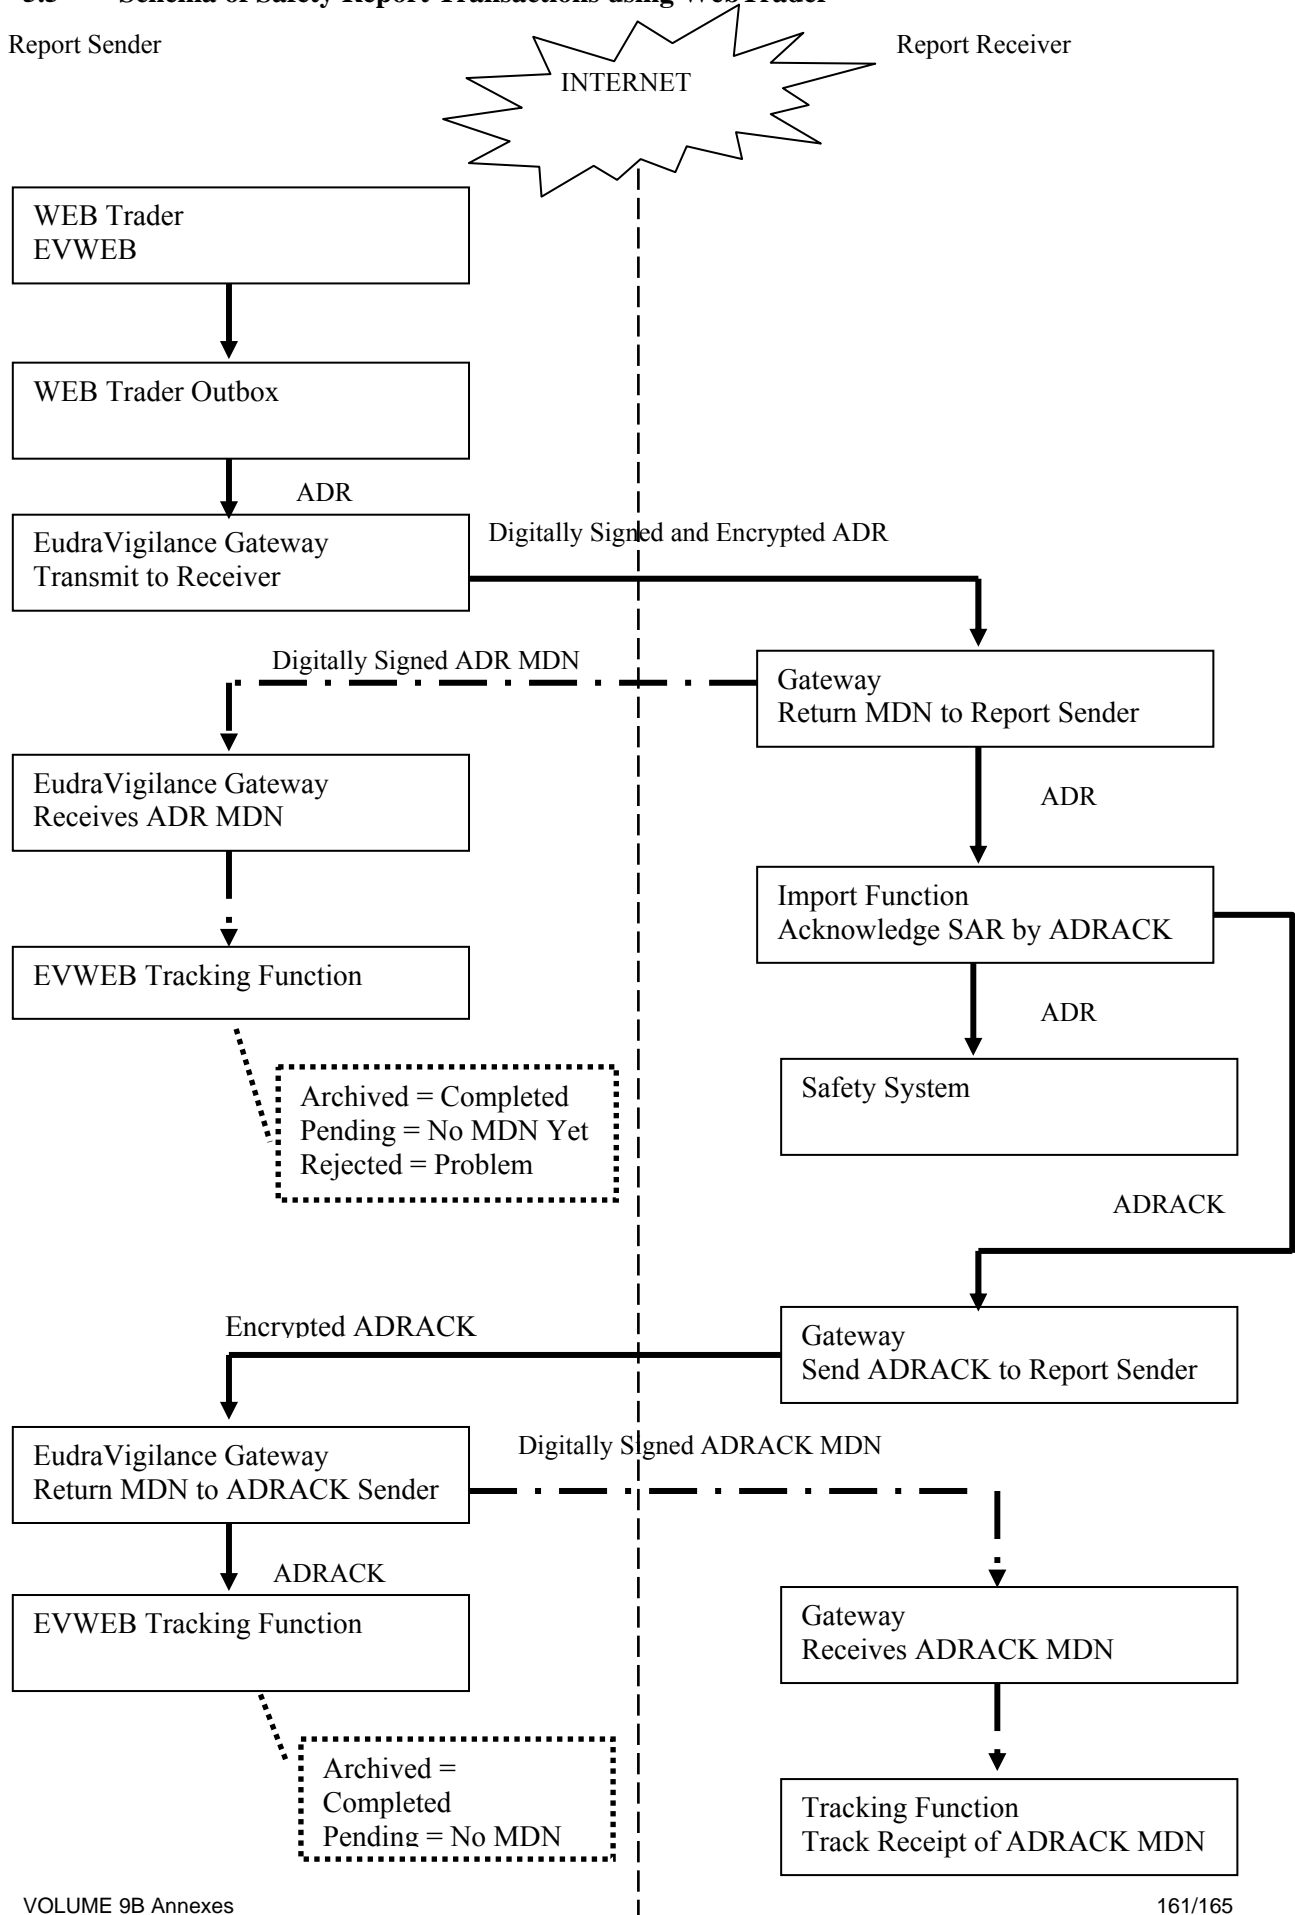 Schema of Safety Report Transactions using WebTrader
Report Sender
Report Receiver
INTERNET
WEB Trader
EVWEB
WEB Trader Outbox
ADR
EudraVigilance Gateway
Transmit to Receiver
Digitally Signed and Encrypted ADR
Digitally Signed ADR MDN
Gateway
Return MDN to Report Sender
EudraVigilance Gateway
Receives ADR MDN
ADR
Import Function
Acknowledge SAR by ADRACK
EVWEB Tracking Function
ADR
Archived = Completed
Pending = No MDN Yet
Rejected = Problem
Safety System
ADRACK
Encrypted ADRACK
Gateway
Send ADRACK to Report Sender
EudraVigilance Gateway
Return MDN to ADRACK Sender
Digitally Signed ADRACK MDN
ADRACK
EVWEB Tracking Function
Gateway
Receives ADRACK MDN
Archived =
Completed
Pending = No MDN
Tracking Function
Track Receipt of ADRACK MDN
VOLUME 9B Annexes
161/165